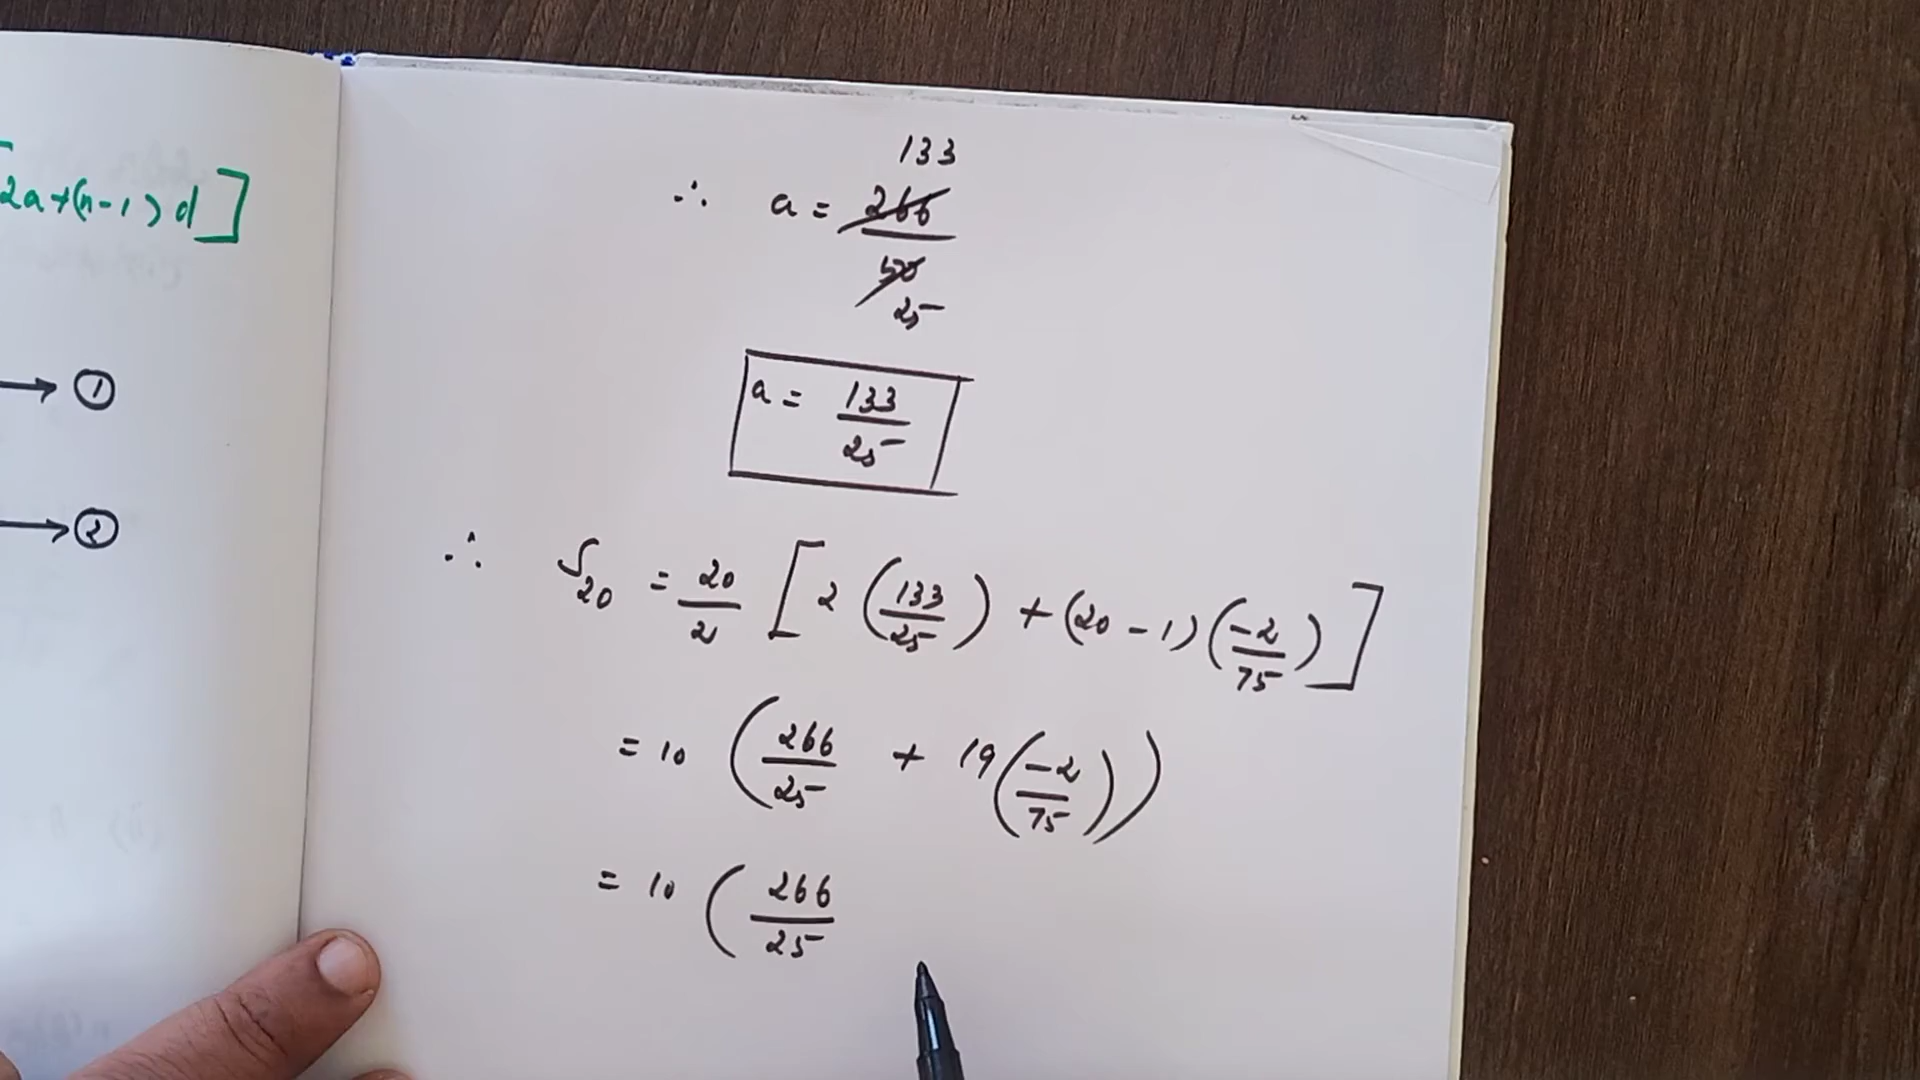 2a+(n-1)d]
→ ①
→ ②
133
∴ a = 266/50
25
a = 133/25
∴ S₂₀ = 20/2 [2(133/25) + (20-1)(-2/75)]
= 10 (266/25 + 19(-2/75))
= 10 (266/25